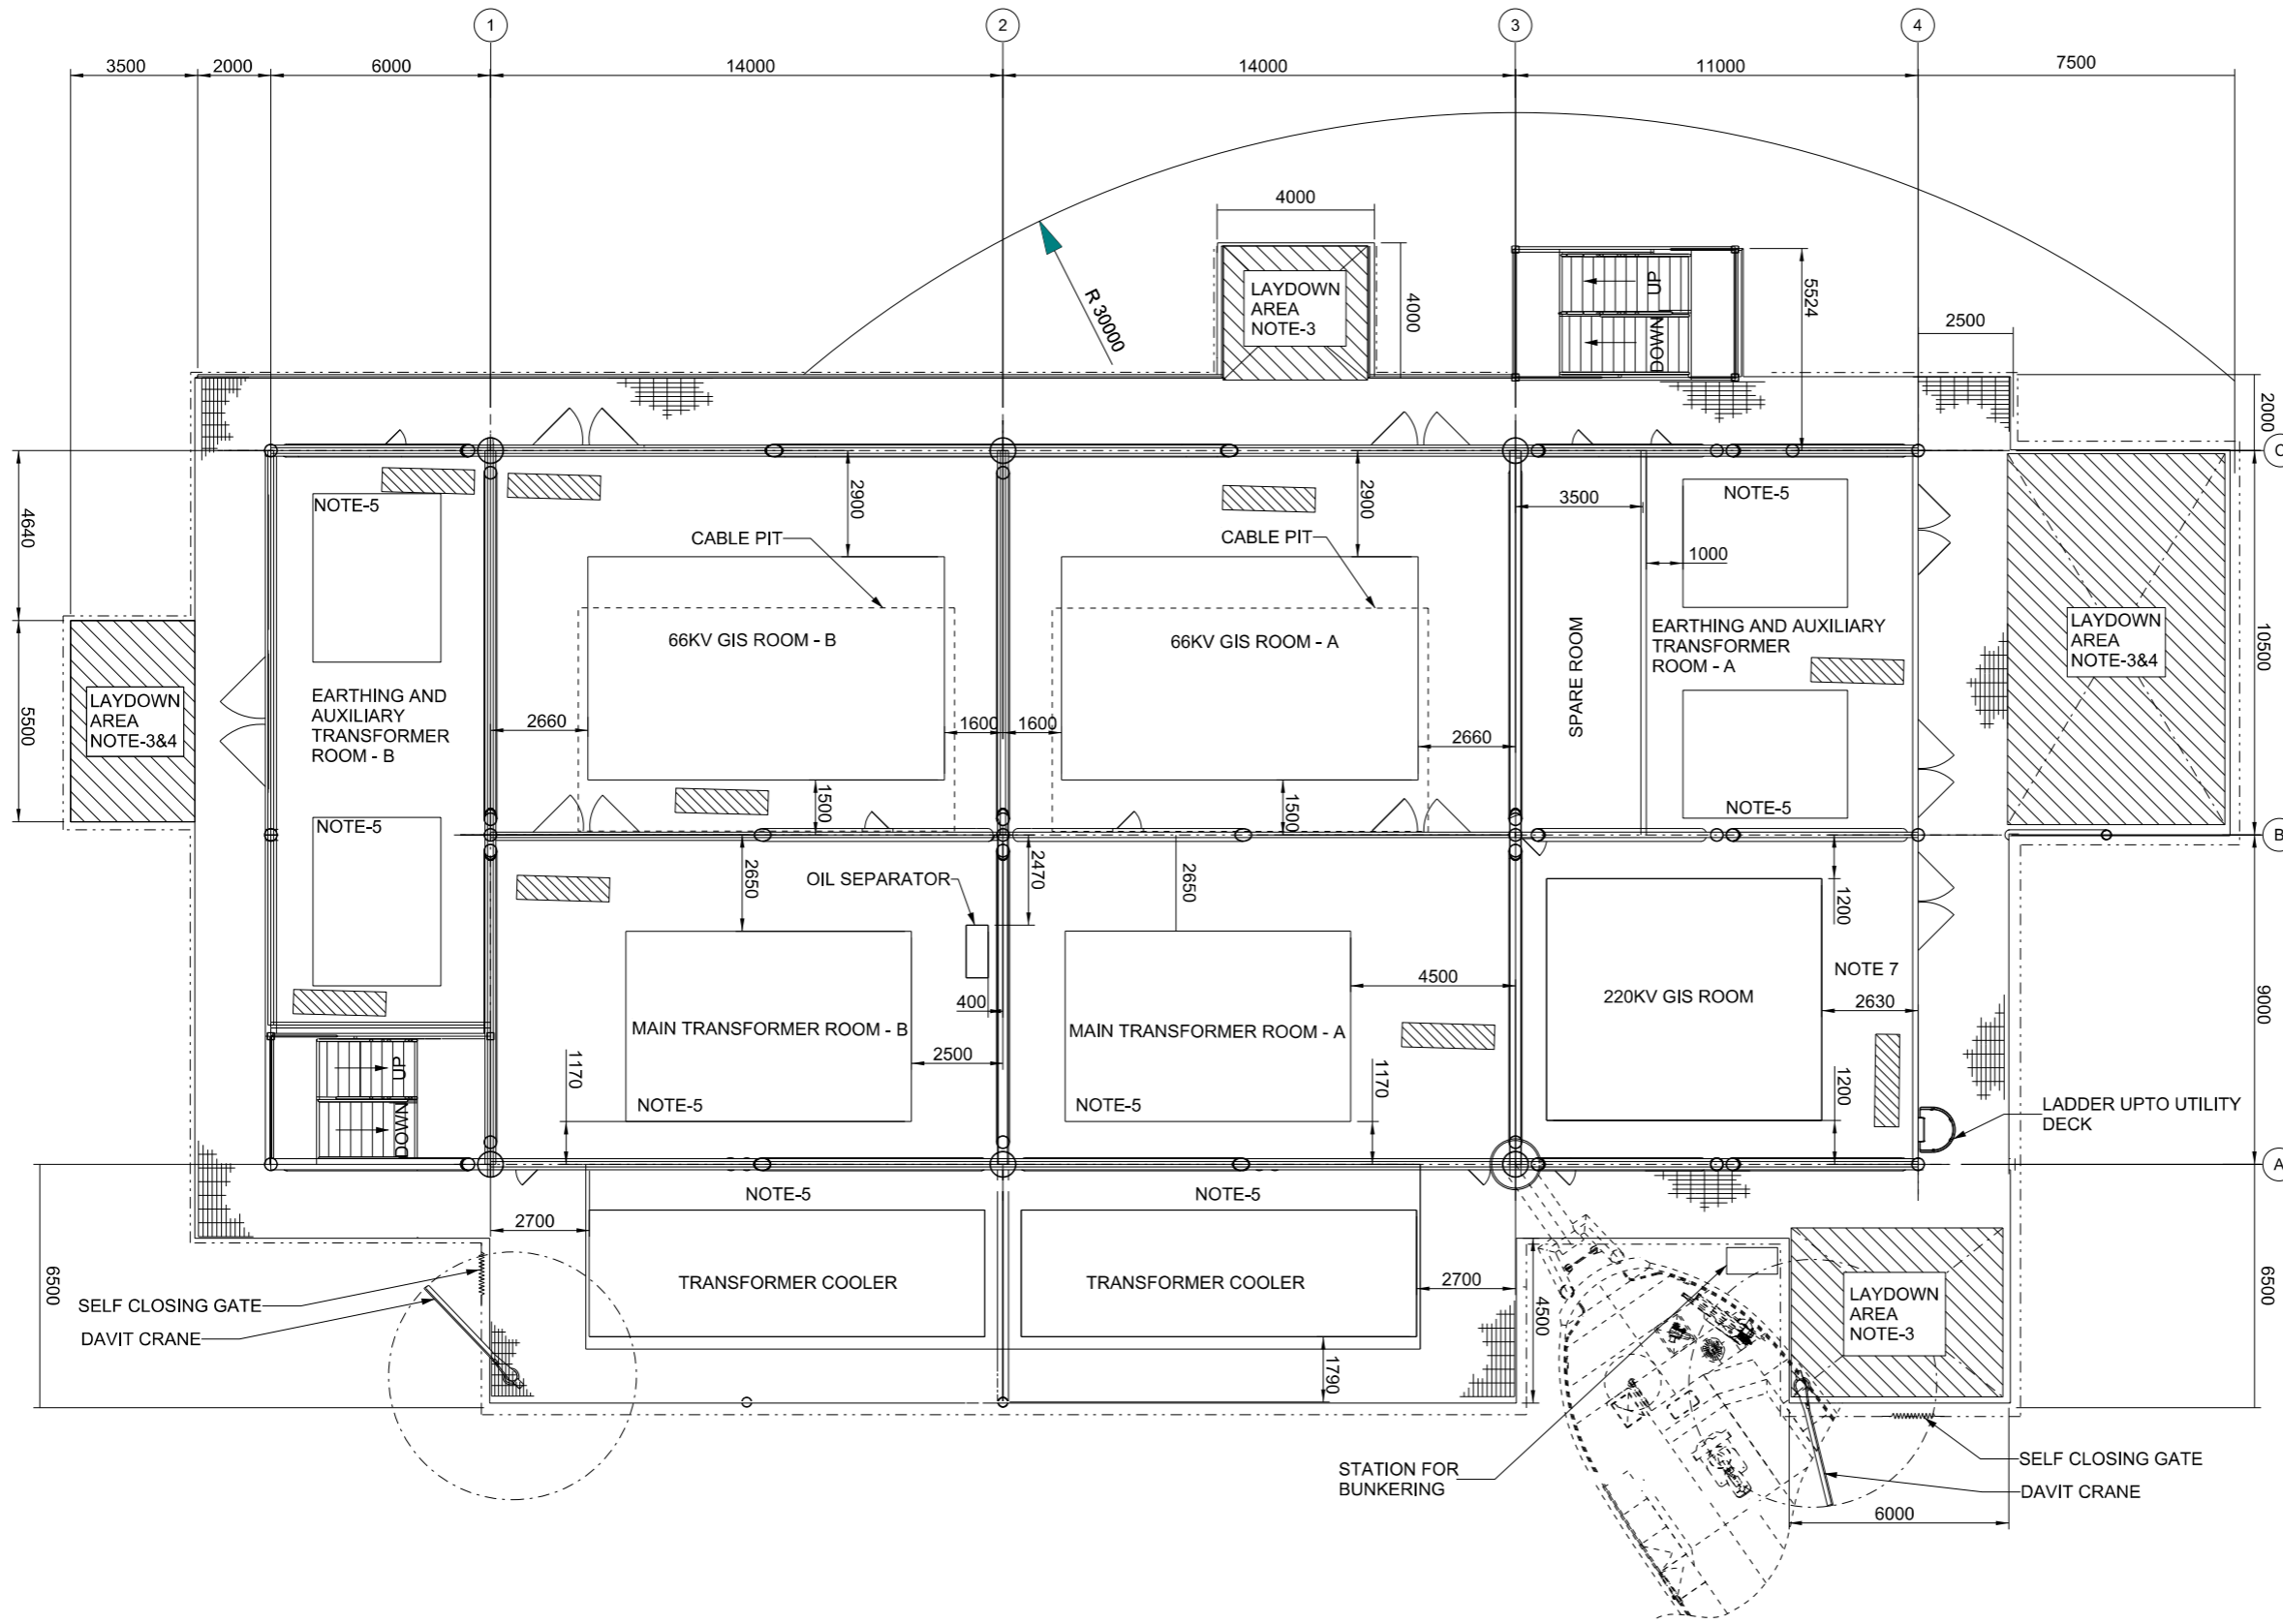 1
2
3
4
3500
2000
6000
14000
14000
11000
7500
4000
R 30000
LAYDOWN
AREA
NOTE-3
4000
UP
DOWN
5524
2500
2000
C
4640
NOTE-5
2900
2900
3500
NOTE-5
CABLE PIT
CABLE PIT
1000
66KV GIS ROOM - B
66KV GIS ROOM - A
SPARE ROOM
EARTHING AND AUXILIARY
TRANSFORMER
ROOM - A
LAYDOWN
AREA
NOTE-3&4
10500
5500
LAYDOWN
AREA
NOTE-3&4
EARTHING AND
AUXILIARY
TRANSFORMER
ROOM - B
2660
1600
1600
2660
1500
1500
NOTE-5
NOTE-5
B
2650
OIL SEPARATOR
2470
2650
1200
NOTE 7
4500
220KV GIS ROOM
2630
9000
400
MAIN TRANSFORMER ROOM - B
MAIN TRANSFORMER ROOM - A
2500
UP
DOWN
1170
1170
1200
NOTE-5
NOTE-5
LADDER UPTO UTILITY
DECK
A
NOTE-5
NOTE-5
2700
6500
TRANSFORMER COOLER
TRANSFORMER COOLER
2700
4500
LAYDOWN
AREA
NOTE-3
6500
SELF CLOSING GATE
DAVIT CRANE
1790
STATION FOR
BUNKERING
SELF CLOSING GATE
DAVIT CRANE
6000